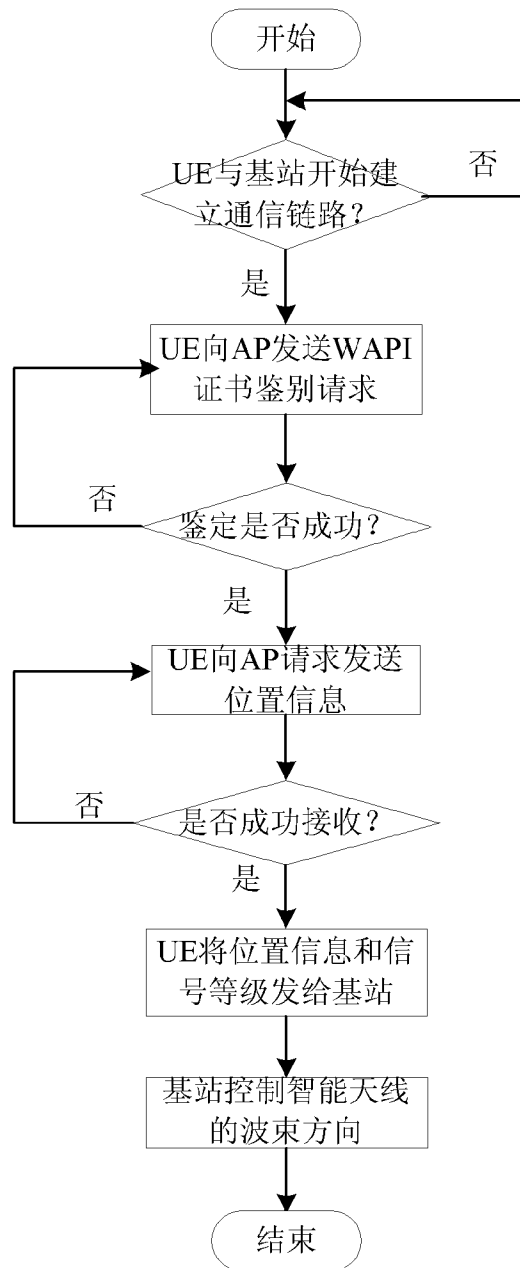 开始
UE与基站开始建
立通信链路？
否
是
UE向AP发送WAPI
证书鉴别请求
否
鉴定是否成功？
是
UE向AP请求发送
位置信息
否
是否成功接收？
是
UE将位置信息和信
号等级发给基站
基站控制智能天线
的波束方向
结束